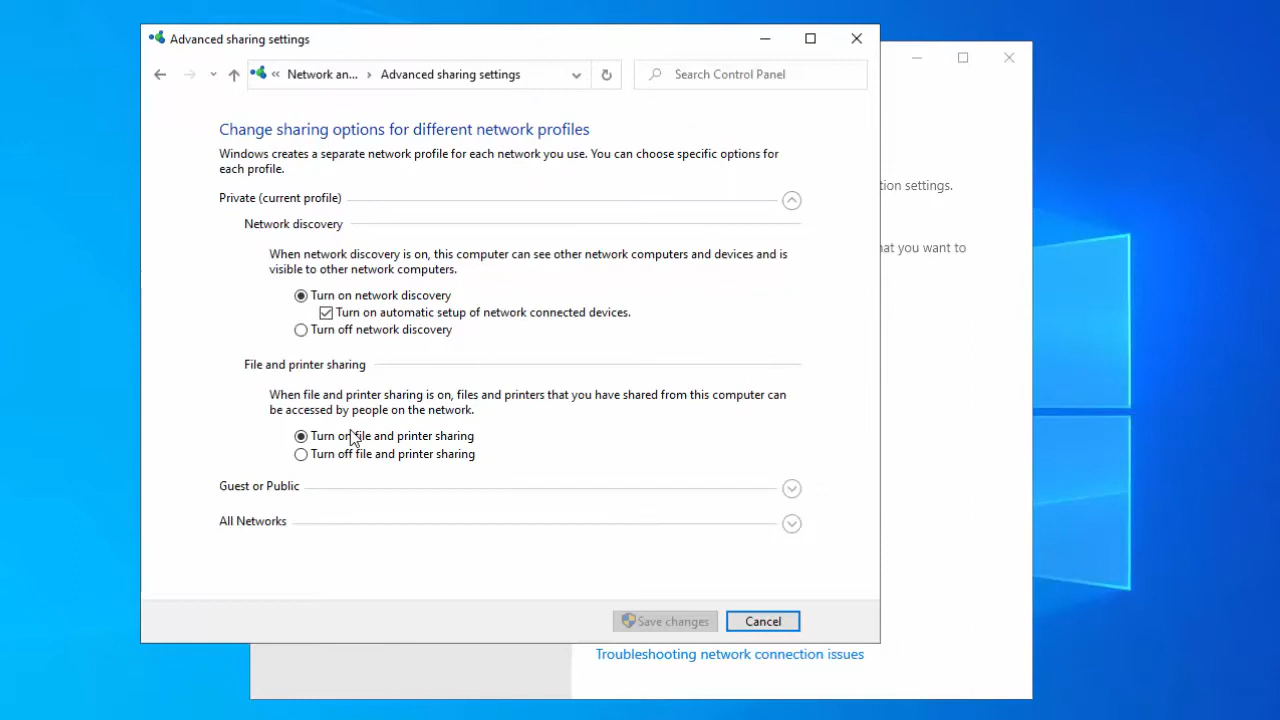 Advanced sharing settings
« Network an... › Advanced sharing settings
Search Control Panel
Change sharing options for different network profiles
Windows creates a separate network profile for each network you use. You can choose specific options for
each profile.
Private (current profile)
Network discovery
When network discovery is on, this computer can see other network computers and devices and is
visible to other network computers.
Turn on network discovery
Turn on automatic setup of network connected devices.
Turn off network discovery
File and printer sharing
When file and printer sharing is on, files and printers that you have shared from this computer can
be accessed by people on the network.
Turn on file and printer sharing
Turn off file and printer sharing
Guest or Public
All Networks
Save changes
Cancel
tion settings.
hat you want to
Troubleshooting network connection issues